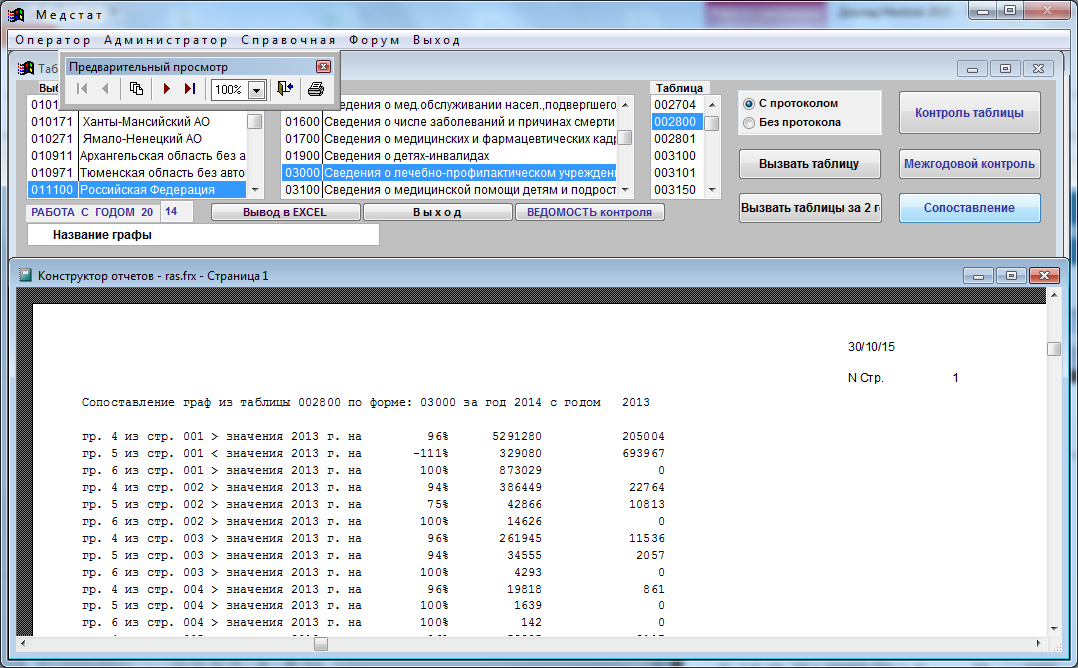 Медстат
Оператор Администратор Справочная Форум Выход
Таб
Предварительный просмотр
100%
Выб
Таблица
0101
010171 Ханты-Мансийский АО
010271 Ямало-Ненецкий АО
010911 Архангельская область без а
010971 Тюменская область без авто
011100 Российская Федерация
Сведения о мед.обслуживании насел.,подвергшего
01600 Сведения о числе заболеваний и причинах смерти
01700 Сведения о медицинских и фармацевтических кад
01900 Сведения о детях-инвалидах
03000 Сведения о лечебно-профилактическом учрежден
03100 Сведения о медицинской помощи детям и подрост
002704
002800
002801
003100
003101
003150
С протоколом
Без протокола
Контроль таблицы
Вызвать таблицу
Межгодовой контроль
Вызвать таблицы за 2 г
Сопоставление
РАБОТА С ГОДОМ 20 14
Вывод в EXCEL
Выход
ВЕДОМОСТЬ контроля
Название графы
Конструктор отчетов - ras.frx - Страница 1
30/10/15
N Стр. 1
Сопоставление граф из таблицы 002800 по форме: 03000 за год 2014 с годом 2013
гр. 4 из стр. 001 > значения 2013 г. на 96% 5291280 205004
гр. 5 из стр. 001 < значения 2013 г. на -111% 329080 693967
гр. 6 из стр. 001 > значения 2013 г. на 100% 873029 0
гр. 4 из стр. 002 > значения 2013 г. на 94% 386449 22764
гр. 5 из стр. 002 > значения 2013 г. на 75% 42866 10813
гр. 6 из стр. 002 > значения 2013 г. на 100% 14626 0
гр. 4 из стр. 003 > значения 2013 г. на 96% 261945 11536
гр. 5 из стр. 003 > значения 2013 г. на 94% 34555 2057
гр. 6 из стр. 003 > значения 2013 г. на 100% 4293 0
гр. 4 из стр. 004 > значения 2013 г. на 96% 19818 861
гр. 5 из стр. 004 > значения 2013 г. на 100% 1639 0
гр. 6 из стр. 004 > значения 2013 г. на 100% 142 0